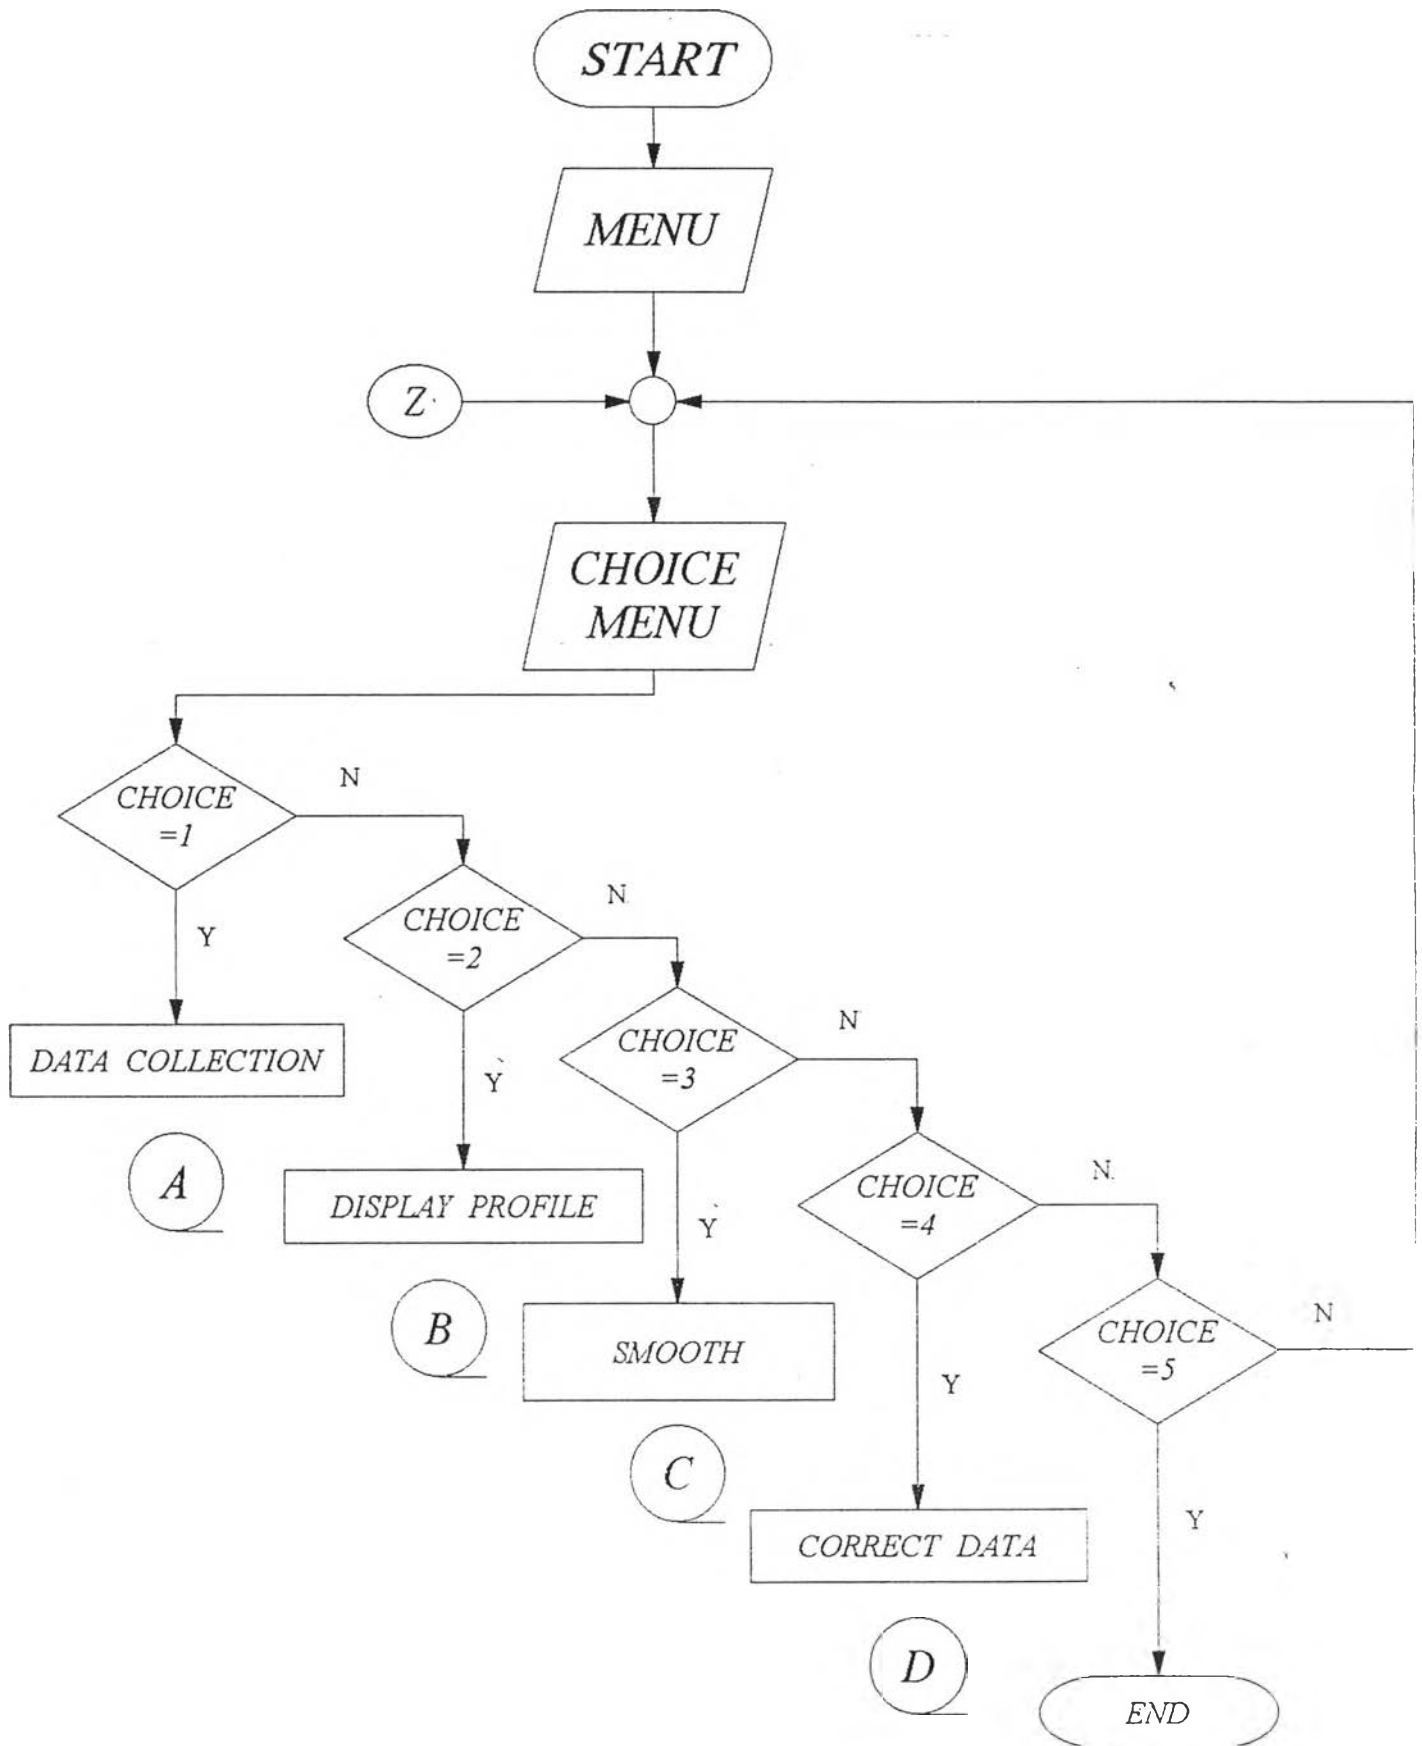 START
MENU
Z
CHOICE
MENU
CHOICE
=1
N
Y
CHOICE
=2
N
Y
DATA COLLECTION
A
CHOICE
=3
N
Y
DISPLAY PROFILE
B
CHOICE
=4
N
Y
SMOOTH
C
CHOICE
=5
N
Y
CORRECT DATA
D
END